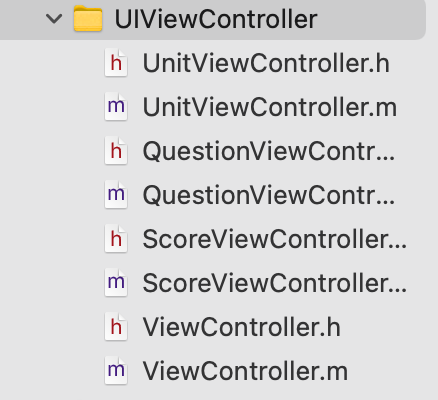 UIViewController
h UnitViewController.h
m UnitViewController.m
h QuestionViewContr...
m QuestionViewContr...
h ScoreViewController...
m ScoreViewController...
h ViewController.h
m ViewController.m